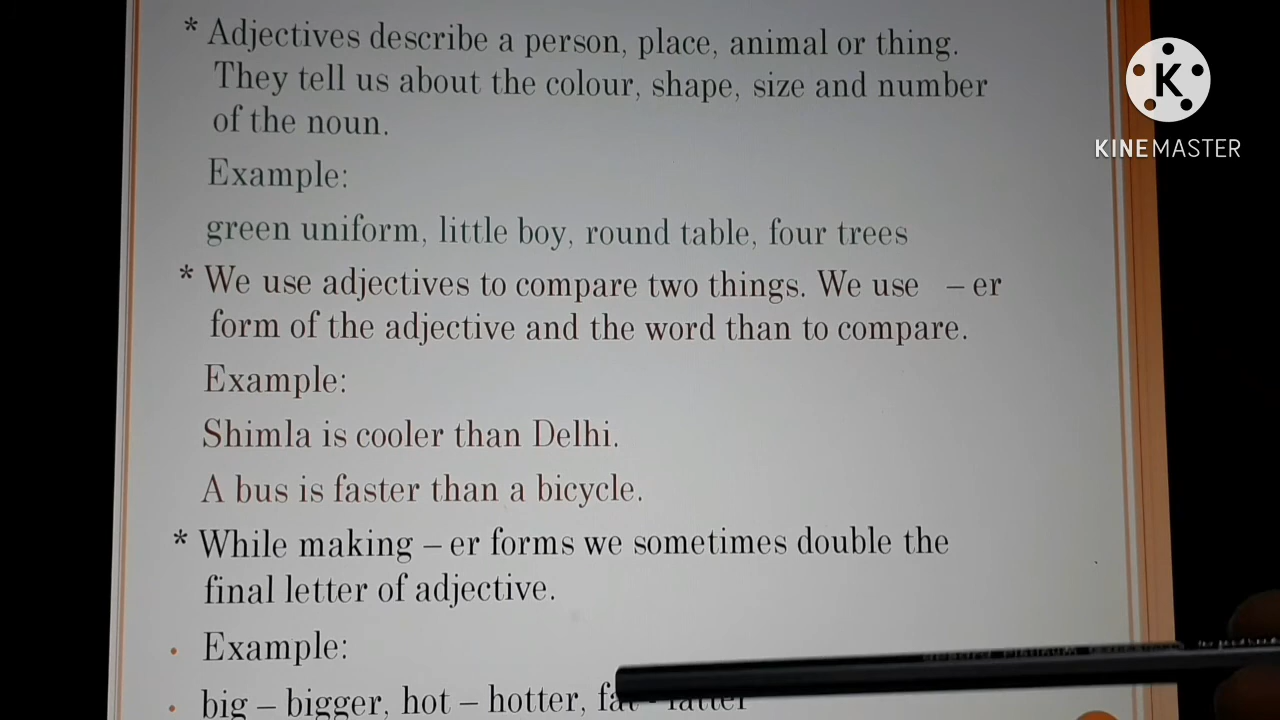 * Adjectives describe a person, place, animal or thing.
They tell us about the colour, shape, size and number
of the noun.
Example:
green uniform, little boy, round table, four trees
* We use adjectives to compare two things. We use – er
form of the adjective and the word than to compare.
Example:
Shimla is cooler than Delhi.
A bus is faster than a bicycle.
* While making – er forms we sometimes double the
final letter of adjective.
• Example:
• big – bigger, hot – hotter, fat - fatter
K
KINEMASTER